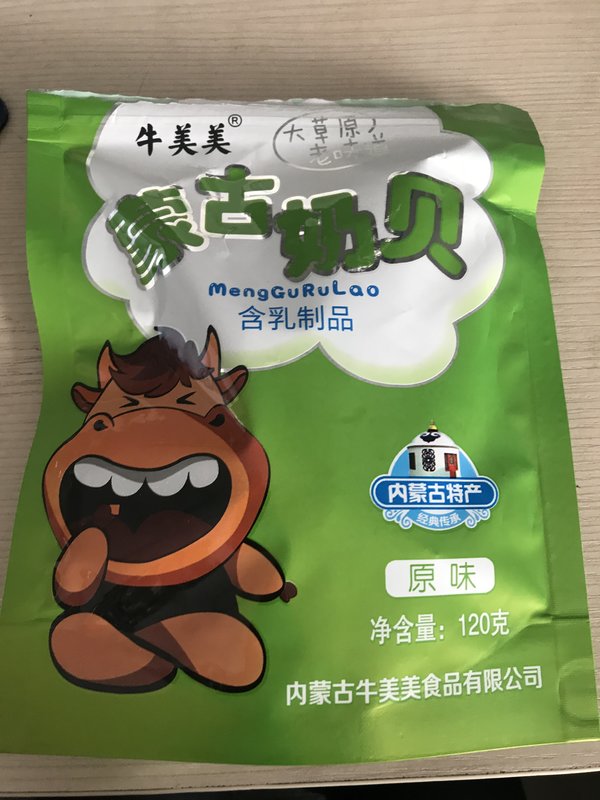 牛美美®
大草原
老味
蒙古奶贝
MengGuRuLao
含乳制品
内蒙古特产
经典传承
原味
净含量：120克
内蒙古牛美美食品有限公司